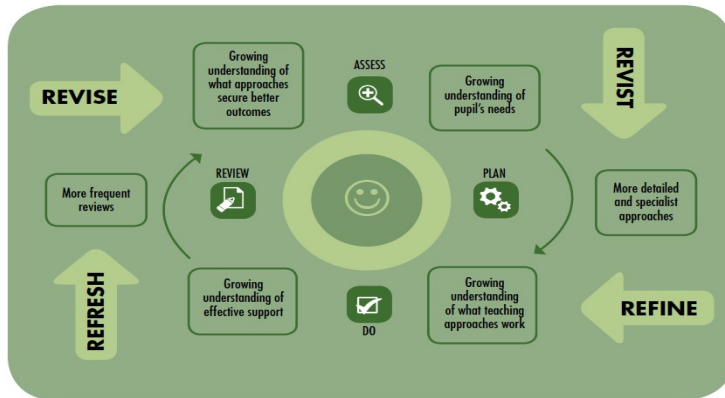 REVISE
Growing
understanding of
what approaches
secure better
outcomes
ASSESS
Growing
understanding of
pupil's needs
REVIST
More frequent
reviews
REVIEW
PLAN
More detailed
and specialist
approaches
REFRESH
Growing
understanding of
effective support
DO
Growing
understanding
of what teaching
approaches work
REFINE